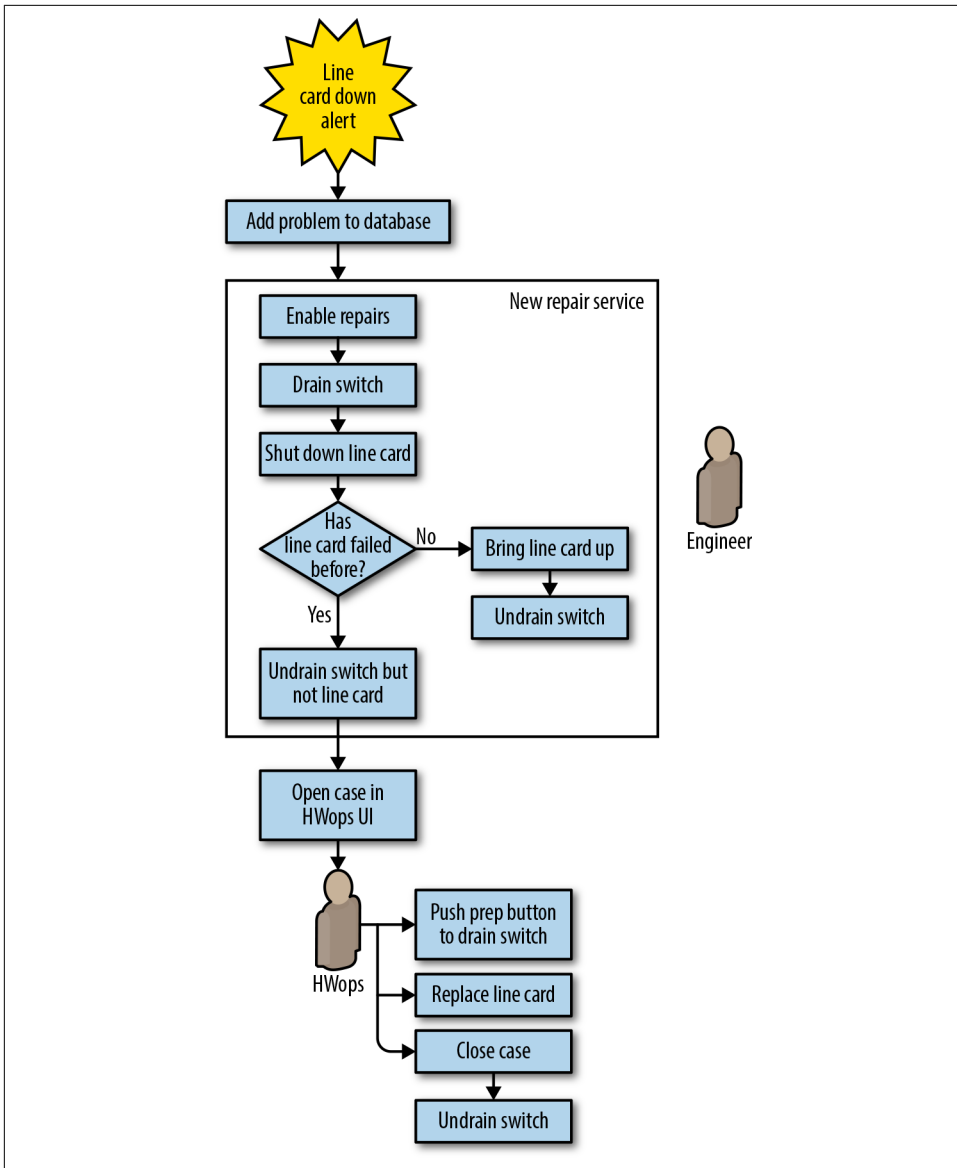 Line
card down
alert
Add problem to database
New repair service
Enable repairs
Drain switch
Shut down line card
Has
line card failed
before?
No
Bring line card up
Undrain switch
Engineer
Yes
Undrain switch but
not line card
Open case in
HWops UI
HWops
Push prep button
to drain switch
Replace line card
Close case
Undrain switch